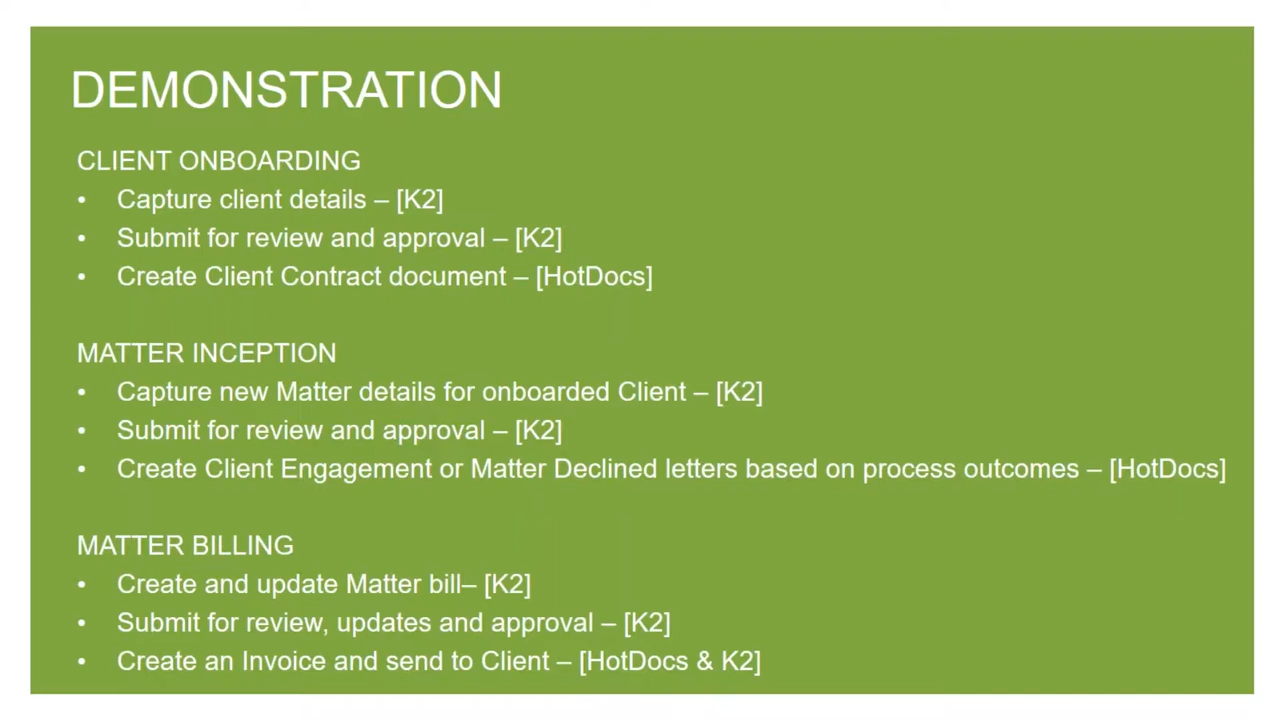 DEMONSTRATION
CLIENT ONBOARDING
• Capture client details – [K2]
• Submit for review and approval – [K2]
• Create Client Contract document – [HotDocs]
MATTER INCEPTION
• Capture new Matter details for onboarded Client – [K2]
• Submit for review and approval – [K2]
• Create Client Engagement or Matter Declined letters based on process outcomes – [HotDocs]
MATTER BILLING
• Create and update Matter bill– [K2]
• Submit for review, updates and approval – [K2]
• Create an Invoice and send to Client – [HotDocs & K2]